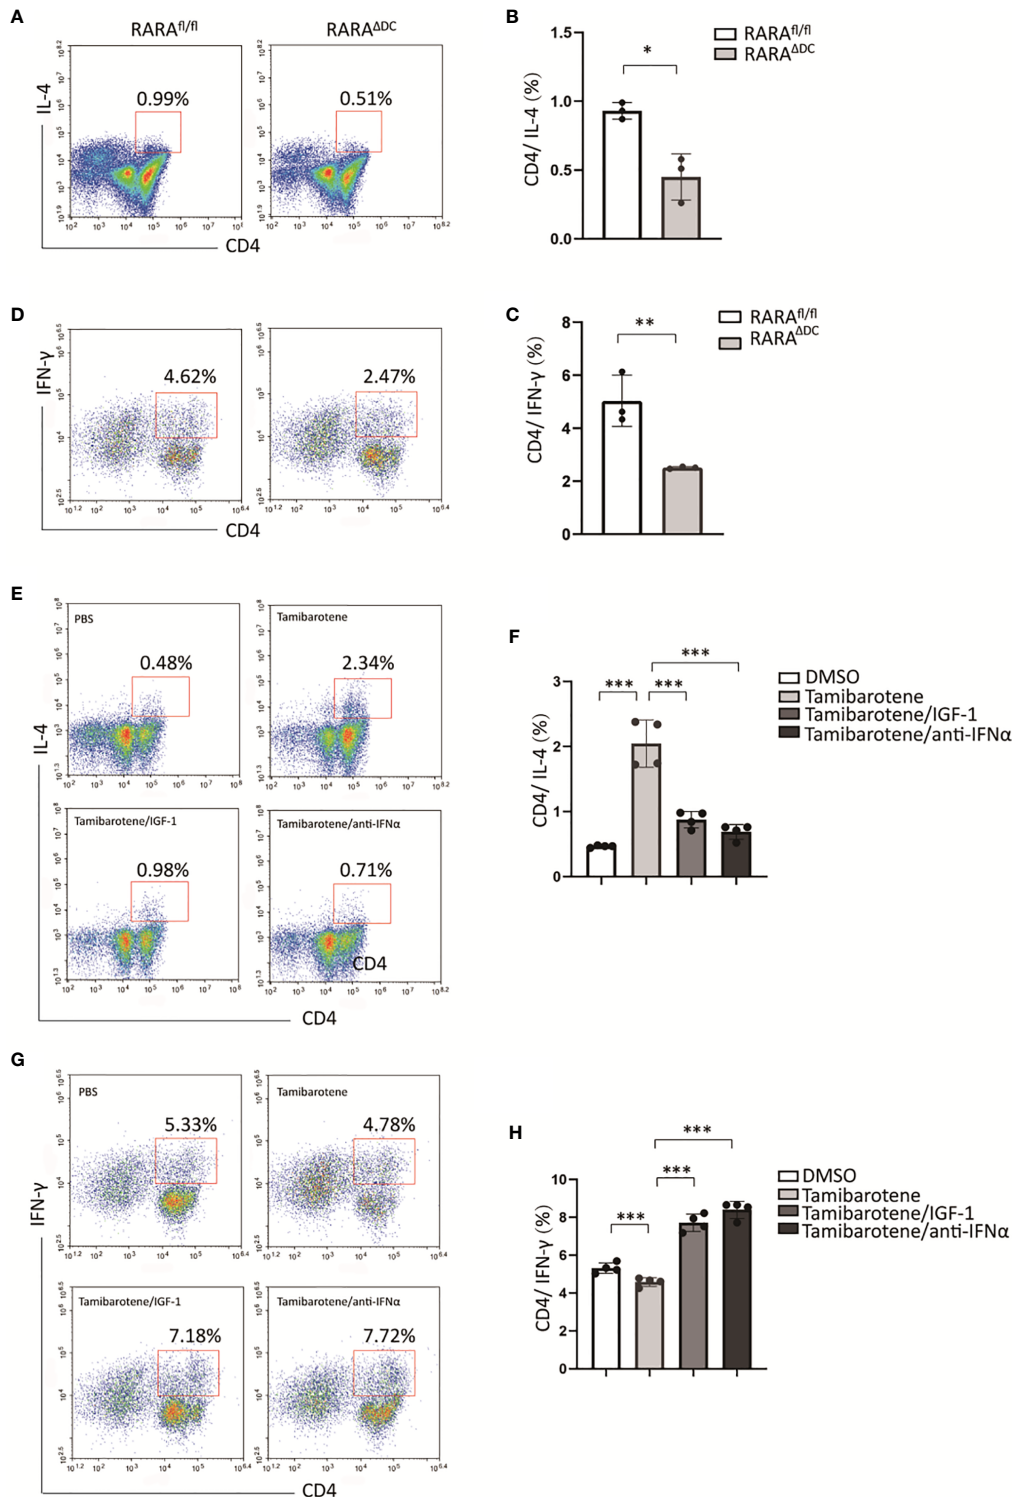 A
RARAfl/fl
RARAΔDC
IL-4
0.99%
0.51%
CD4
B
RARAfl/fl
RARAΔDC
CD4/ IL-4 (%)
1.5
1.0
0.5
0.0
*
D
IFN-γ
4.62%
2.47%
CD4
C
RARAfl/fl
RARAΔDC
CD4/ IFN-γ (%)
8
6
4
2
0
**
E
PBS
Tamibarotene
0.48%
2.34%
IL-4
Tamibarotene/IGF-1
Tamibarotene/anti-IFNα
0.98%
0.71%
CD4
CD4
F
DMSO
Tamibarotene
Tamibarotene/IGF-1
Tamibarotene/anti-IFNα
CD4/ IL-4 (%)
3
2
1
0
***
*** ***
G
PBS
Tamibarotene
5.33%
4.78%
IFN-γ
Tamibarotene/IGF-1
Tamibarotene/anti-IFNα
7.18%
7.72%
CD4
H
DMSO
Tamibarotene
Tamibarotene/IGF-1
Tamibarotene/anti-IFNα
CD4/ IFN-γ (%)
10
8
6
4
2
0
***
***
***